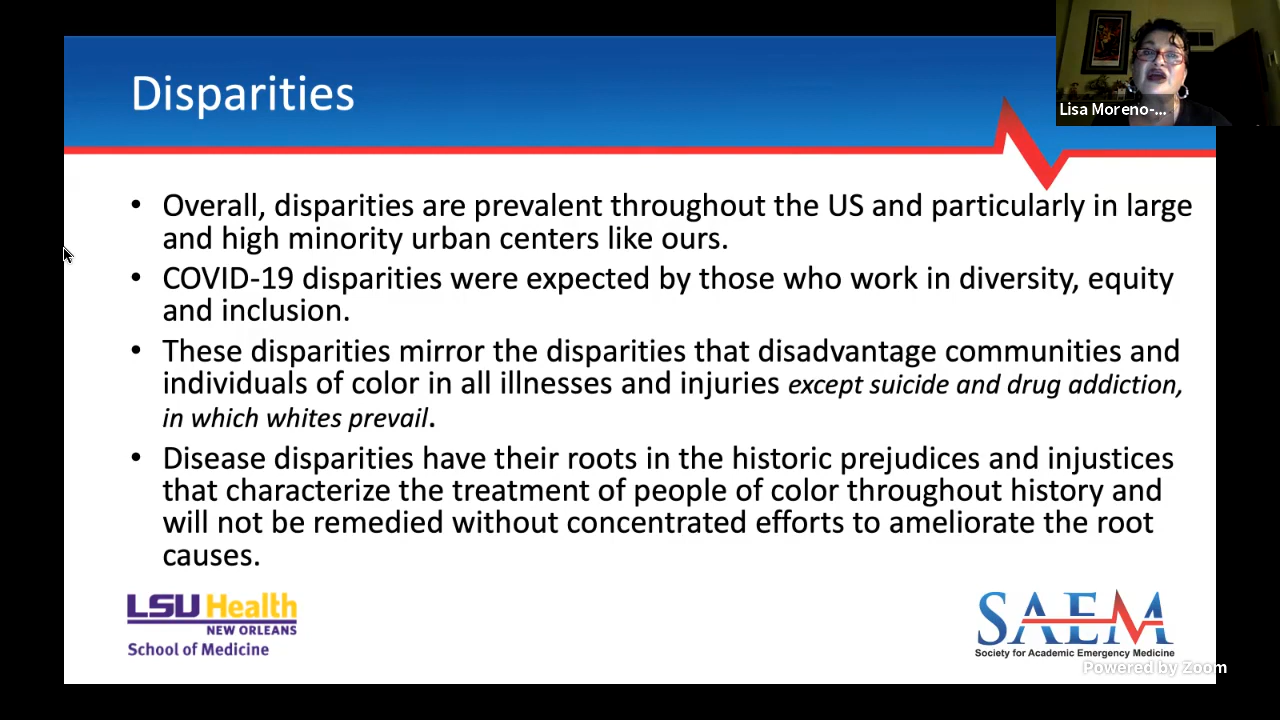 Disparities
Lisa Moreno-...
• Overall, disparities are prevalent throughout the US and particularly in large
and high minority urban centers like ours.
• COVID-19 disparities were expected by those who work in diversity, equity
and inclusion.
• These disparities mirror the disparities that disadvantage communities and
individuals of color in all illnesses and injuries except suicide and drug addiction,
in which whites prevail.
• Disease disparities have their roots in the historic prejudices and injustices
that characterize the treatment of people of color throughout history and
will not be remedied without concentrated efforts to ameliorate the root
causes.
LSU Health
NEW ORLEANS
School of Medicine
SAEM
Society for Academic Emergency Medicine
Powered by Zoom